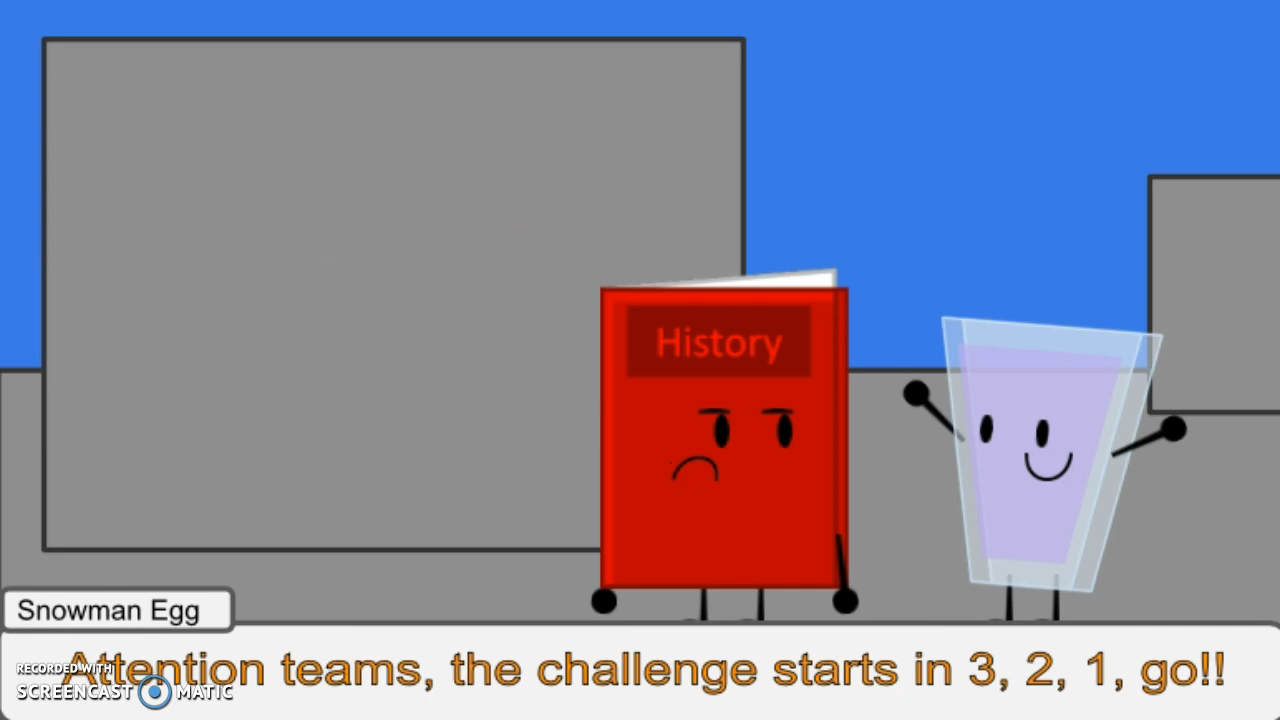 History
Snowman Egg
Attention teams, the challenge starts in 3, 2, 1, go!!
RECORDED WITH
SCREENCAST MATIC